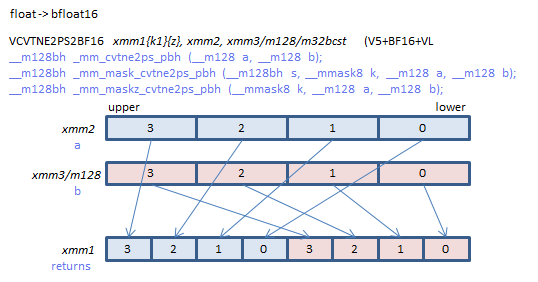 float->bfloat16
VCVTNE2PS2BF16 xmm1{k1}{z}, xmm2, xmm3/m128/m32bcst (V5+BF16+VL
__m128bh _mm_cvtne2ps_pbh (__m128 a, __m128 b);
__m128bh _mm_mask_cvtne2ps_pbh (__m128bh s, __mmask8 k, __m128 a, __m128 b);
__m128bh _mm_maskz_cvtne2ps_pbh (__mmask8 k, __m128 a, __m128 b);
upper lower
xmm2 3 2 1 0
a
xmm3/m128 3 2 1 0
b
xmm1 3 2 1 0 3 2 1 0
returns